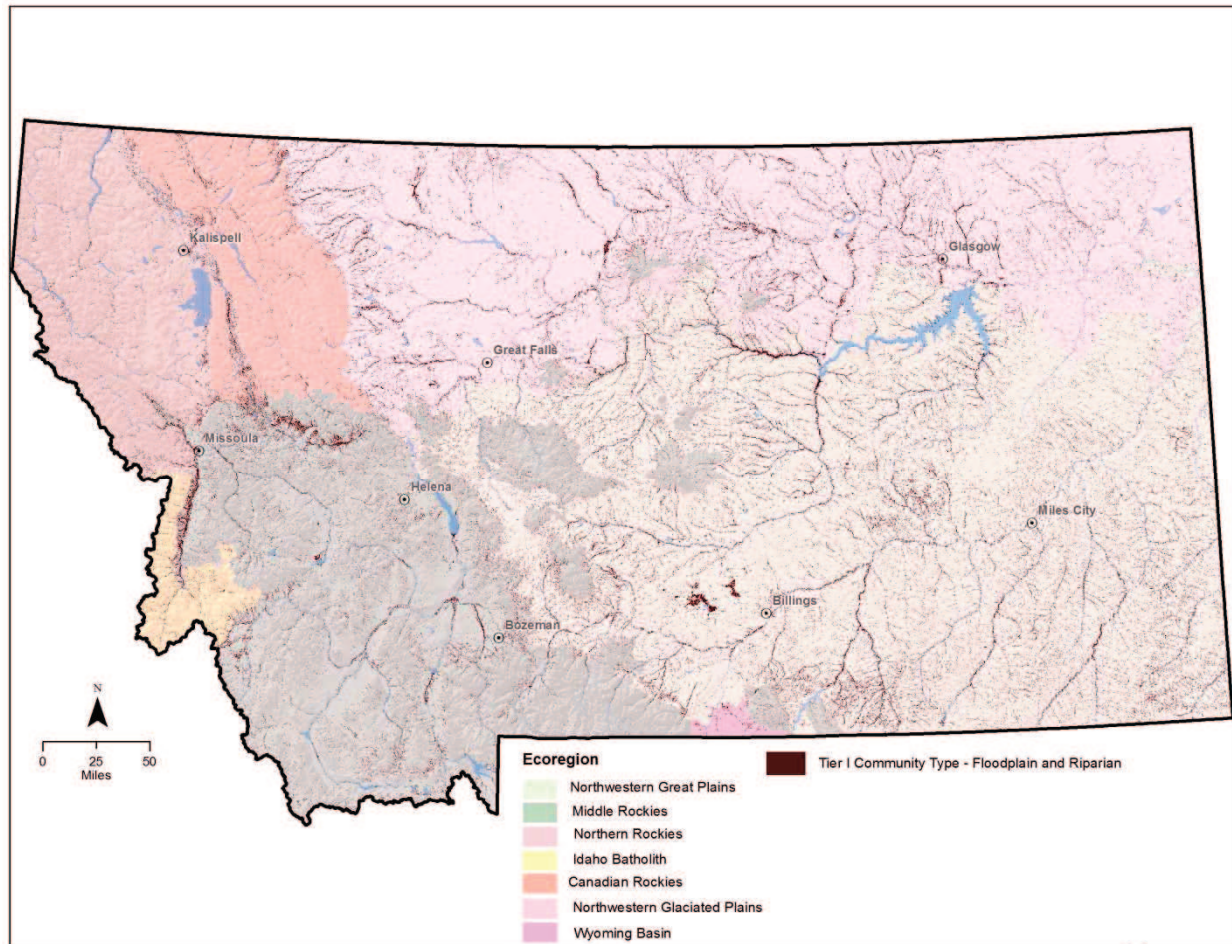 Kalispell
Glasgow
Great Falls
Missoula
Helena
Miles City
Billings
Bozeman
N
0 25 50
Miles
Ecoregion
Northwestern Great Plains
Middle Rockies
Northern Rockies
Idaho Batholith
Canadian Rockies
Northwestern Glaciated Plains
Wyoming Basin
Tier I Community Type - Floodplain and Riparian